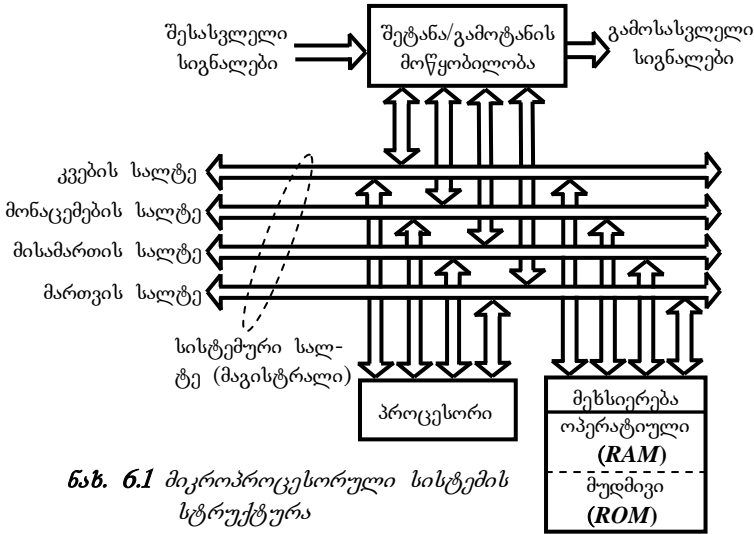 შესასვლელი
სიგნალები
შეტანა/გამოტანის
მოწყობილობა
გამოსასვლელი
სიგნალები
კვების სალტე
მონაცემების სალტე
მისამართის სალტე
მართვის სალტე
სისტემური სალ-
ტე (მაგისტრალი)
პროცესორი
მეხსიერება
ოპერატიული
(RAM)
მუდმივი
(ROM)
ნახ. 6.1 მიკროპროცესორული სისტემის
სტრუქტურა